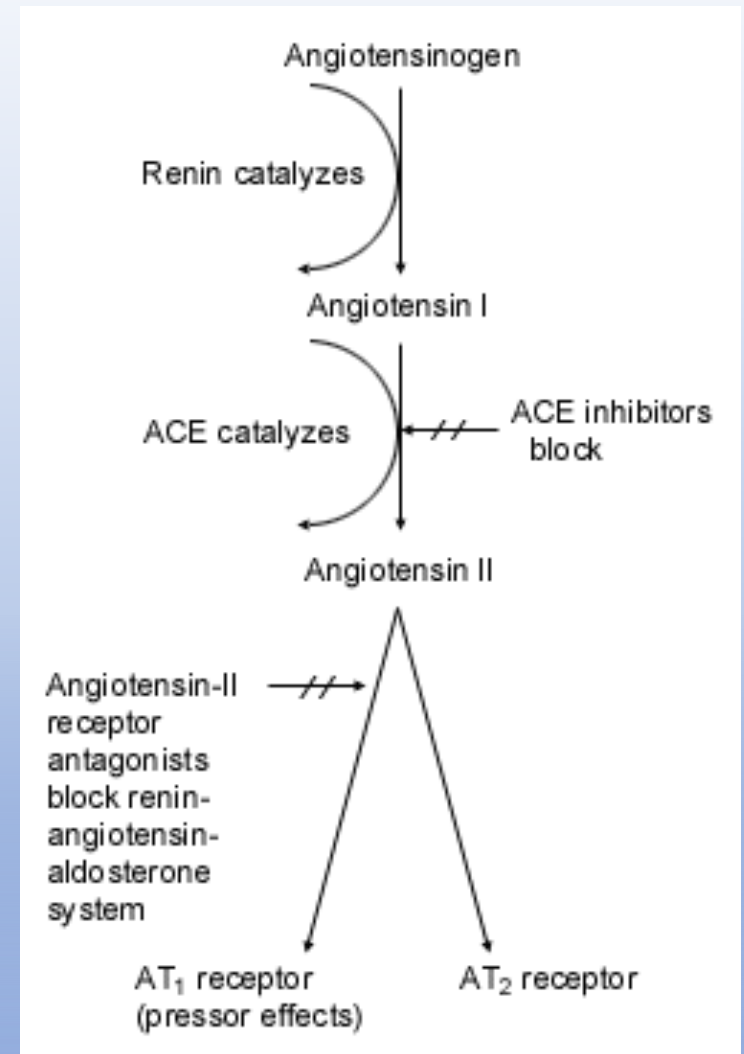 Angiotensinogen
Renin catalyzes
Angiotensin I
ACE catalyzes
ACE inhibitors
block
Angiotensin II
Angiotensin-II
receptor
antagonists
block renin-
angiotensin-
aldosterone
system
AT₁ receptor
(pressor effects)
AT₂ receptor